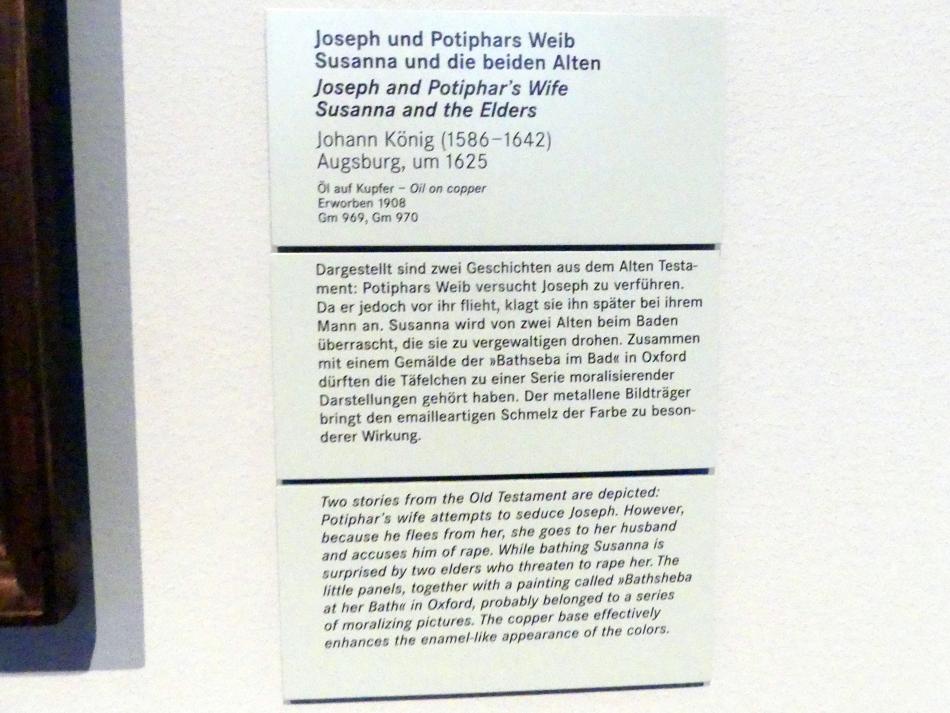 Joseph und Potiphars Weib
Susanna und die beiden Alten
Joseph and Potiphar's Wife
Susanna and the Elders
Johann König (1586–1642)
Augsburg, um 1625
Öl auf Kupfer – Oil on copper
Erworben 1908
Gm 969, Gm 970
Dargestellt sind zwei Geschichten aus dem Alten Testa-
ment: Potiphars Weib versucht Joseph zu verführen.
Da er jedoch vor ihr flieht, klagt sie ihn später bei ihrem
Mann an. Susanna wird von zwei Alten beim Baden
überrascht, die sie zu vergewaltigen drohen. Zusammen
mit einem Gemälde der »Bathseba im Bad« in Oxford
dürften die Täfelchen zu einer Serie moralisierender
Darstellungen gehört haben. Der metallene Bildträger
bringt den emailleartigen Schmelz der Farbe zu beson-
derer Wirkung.
Two stories from the Old Testament are depicted:
Potiphar's wife attempts to seduce Joseph. However,
because he flees from her, she goes to her husband
and accuses him of rape. While bathing Susanna is
surprised by two elders who threaten to rape her. The
little panels, together with a painting called »Bathsheba
at her Bath« in Oxford, probably belonged to a series
of moralizing pictures. The copper base effectively
enhances the enamel-like appearance of the colors.